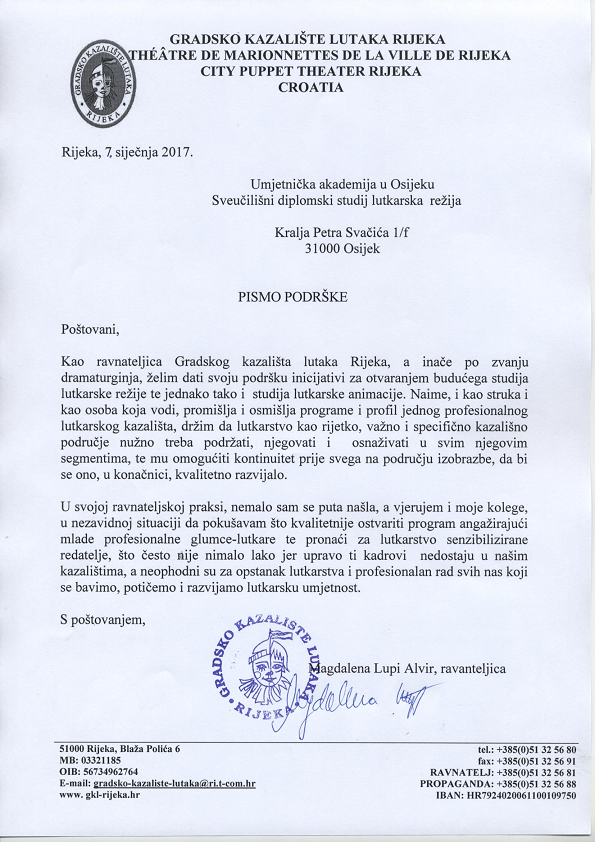 GRADSKO KAZALIŠTE LUTAKA RIJEKA
THÉÂTRE DE MARIONNETTES DE LA VILLE DE RIJEKA
CITY PUPPET THEATER RIJEKA
CROATIA
GRADSKO KAZALIŠTE LUTAKA
RIJEKA
Rijeka, 7, siječnja 2017.
Umjetnička akademija u Osijeku
Sveučilišni diplomski studij lutkarska režija
Kralja Petra Svačića 1/f
31000 Osijek
PISMO PODRŠKE
Poštovani,
Kao ravnateljica Gradskog kazališta lutaka Rijeka, a inače po zvanju
dramaturginja, želim dati svoju podršku inicijativi za otvaranjem budućega studija
lutkarske režije te jednako tako i studija lutkarske animacije. Naime, i kao struka i
kao osoba koja vodi, promišlja i osmišlja programe i profil jednog profesionalnog
lutkarskog kazališta, držim da lutkarstvo kao rijetko, važno i specifično kazališno
područje nužno treba podržati, njegovati i osnaživati u svim njegovim
segmentima, te mu omogućiti kontinuitet prije svega na području izobrazbe, da bi
se ono, u konačnici, kvalitetno razvijalo.
U svojoj ravnateljskoj praksi, nemalo sam se puta našla, a vjerujem i moje kolege,
u nezavidnoj situaciji da pokušavam što kvalitetnije ostvariti program angažirajući
mlade profesionalne glumce-lutkare te pronaći za lutkarstvo senzibilizirane
redatelje, što često nije nimalo lako jer upravo ti kadrovi nedostaju u našim
kazalištima, a neophodni su za opstanak lutkarstva i profesionalan rad svih nas koji
se bavimo, potičemo i razvijamo lutkarsku umjetnost.
S poštovanjem,
GRADSKO KAZALIŠTE LUTAKA
RIJEKA
Magdalena Lupi Alvir, ravanteljica
Magdalena
51000 Rijeka, Blaža Polića 6
MB: 03321185
OIB: 56734962764
E-mail: gradsko-kazaliste-lutaka@ri.t-com.hr
www. gkl-rijeka.hr
tel.: +385(0)51 32 56 80
fax: +385(0)51 32 56 91
RAVNATELJ: +385(0)51 32 56 81
PROPAGANDA: +385(0)51 32 56 88
IBAN: HR7924020061100109750